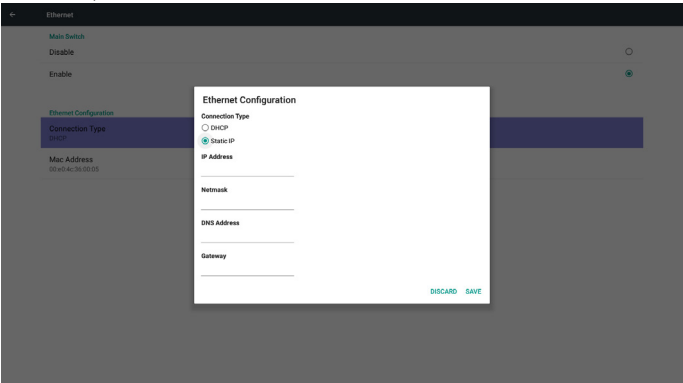 Ethernet
Main Switch
Disable
Enable
Ethernet Configuration
Connection Type
DHCP
Mac Address
00:e0:4c:36:00:05
Ethernet Configuration
Connection Type
DHCP
Static IP
IP Address
Netmask
DNS Address
Gateway
DISCARD SAVE